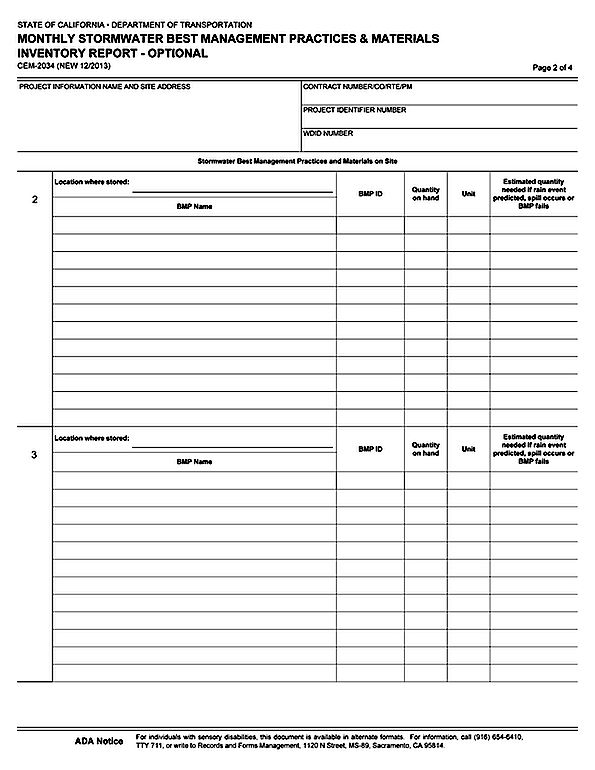 STATE OF CALIFORNIA • DEPARTMENT OF TRANSPORTATION
MONTHLY STORMWATER BEST MANAGEMENT PRACTICES & MATERIALS
INVENTORY REPORT - OPTIONAL
CEM-2034 (NEW 12/2013)
Page 2 of 4
PROJECT INFORMATION NAME AND SITE ADDRESS
CONTRACT NUMBER/CO/RTE/PM
PROJECT IDENTIFIER NUMBER
WDID NUMBER
Stormwater Best Management Practices and Materials on Site
2
Location where stored:
BMP Name
BMP ID
Quantity
on hand
Unit
Estimated quantity
needed if rain event
predicted, spill occurs or
BMP fails
3
Location where stored:
BMP Name
BMP ID
Quantity
on hand
Unit
Estimated quantity
needed if rain event
predicted, spill occurs or
BMP fails
ADA Notice
For individuals with sensory disabilities, this document is available in alternate formats. For information, call (916) 654-6410,
TTY 711, or write to Records and Forms Management, 1120 N Street, MS-89, Sacramento, CA 95814.